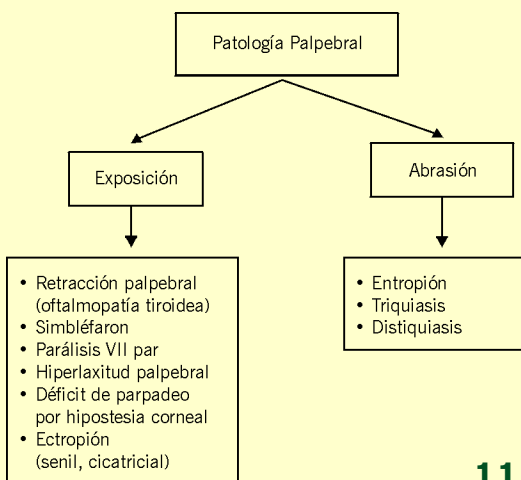 Patología Palpebral
Exposición
Abrasión
• Retracción palpebral
(oftalmopatía tiroidea)
• Simbléfaron
• Parálisis VII par
• Hiperlaxitud palpebral
• Déficit de parpadeo
por hipostesia corneal
• Ectropión
(senil, cicatricial)
• Entropión
• Triquiasis
• Distiquiasis
11